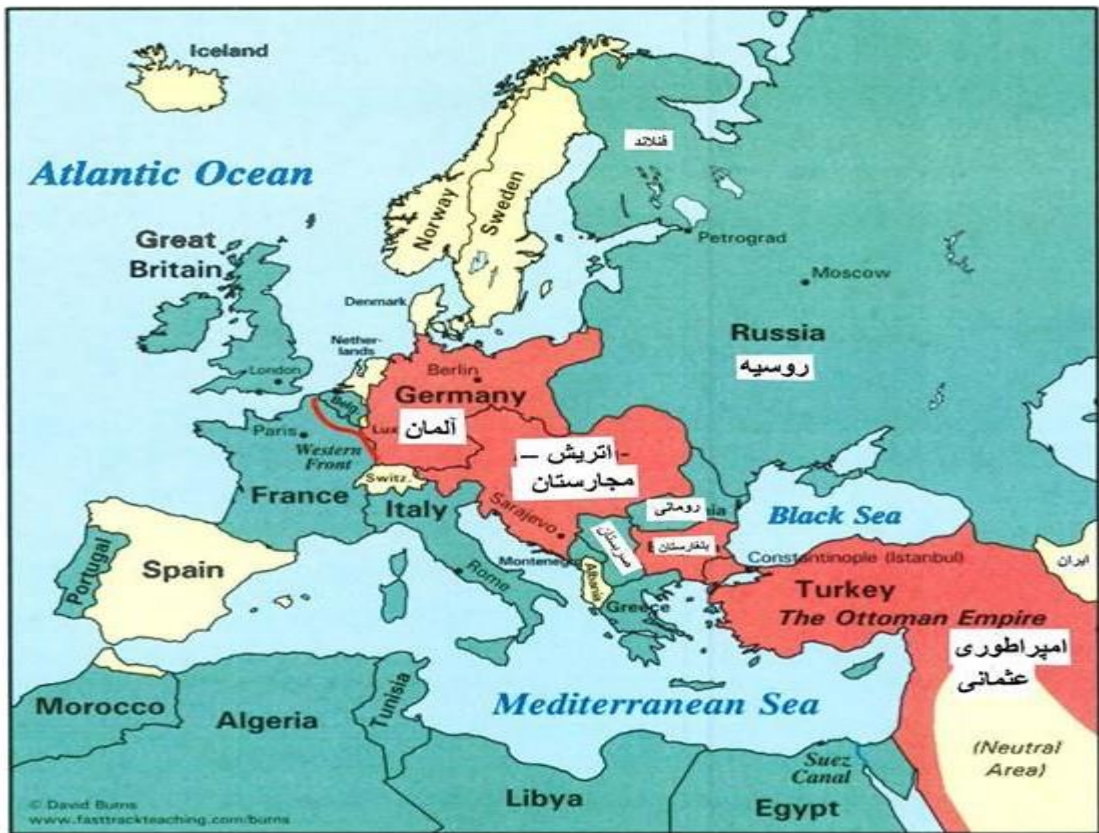 Iceland
Atlantic Ocean
فنلاند
Norway
Sweden
Great
Britain
Petrograd
Moscow
Denmark
Nether-
lands
London
Berlin
Germany
آلمان
Russia
روسیه
Belg.
Lux
Paris
Western
Front
اتریش –
مجارستان
Switz.
France
Italy
Sarajevo
رومانی
Black Sea
صربستان
بلغارستان
Constantinople (Istanbul)
ایران
Portugal
Spain
Rome
Albania
Greece
Turkey
The Ottoman Empire
امپراطوری
عثمانی
Mediterranean Sea
Morocco
Algeria
Tunisia
(Neutral
Area)
Suez
Canal
Libya
Egypt
© David Burns
www.fasttrackteaching.com/burns